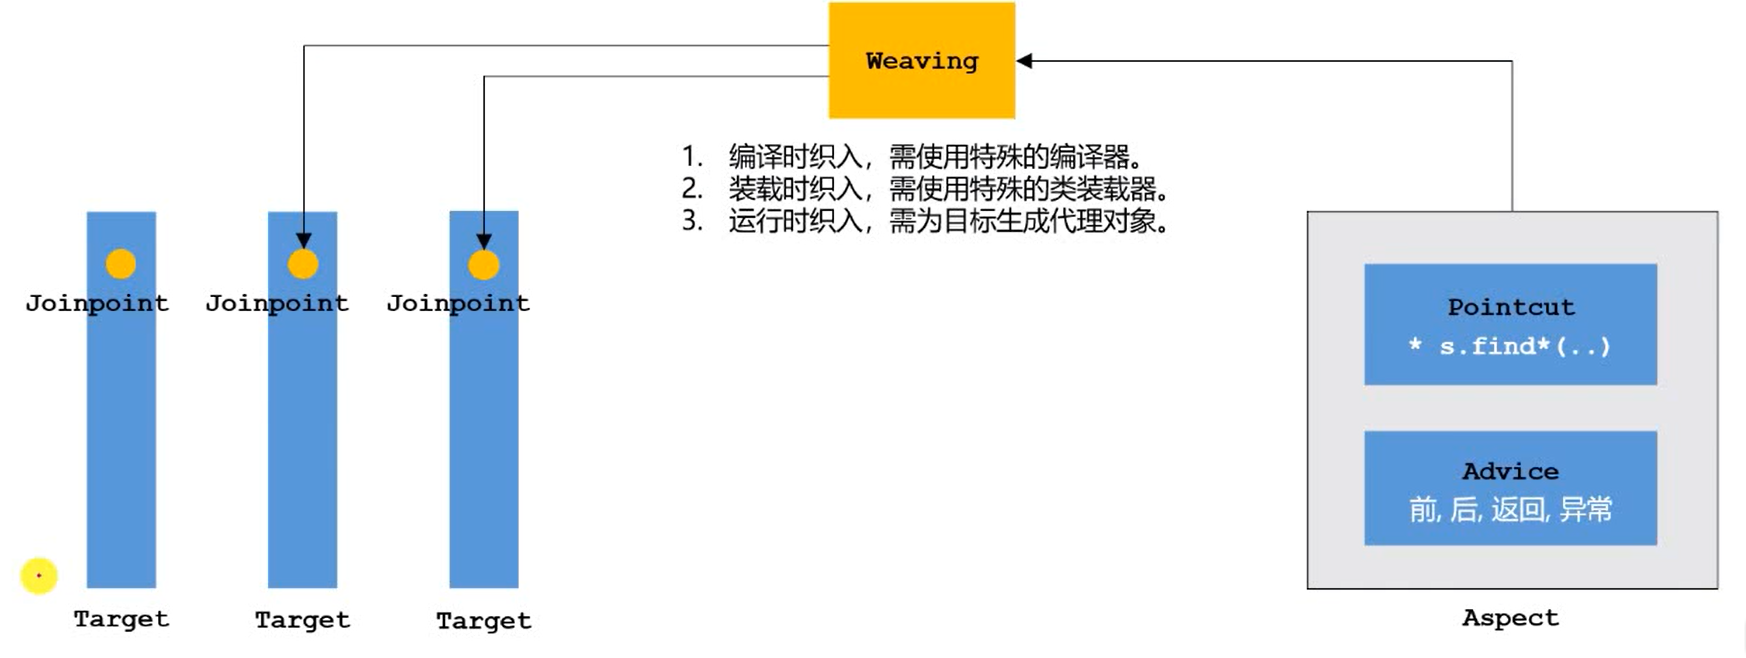 Weaving
1. 编译时织入，需使用特殊的编译器。
2. 装载时织入，需使用特殊的类装载器。
3. 运行时织入，需为目标生成代理对象。
Joinpoint Joinpoint Joinpoint
Target Target Target
Pointcut
* s.find*(..)
Advice
前, 后, 返回, 异常
Aspect